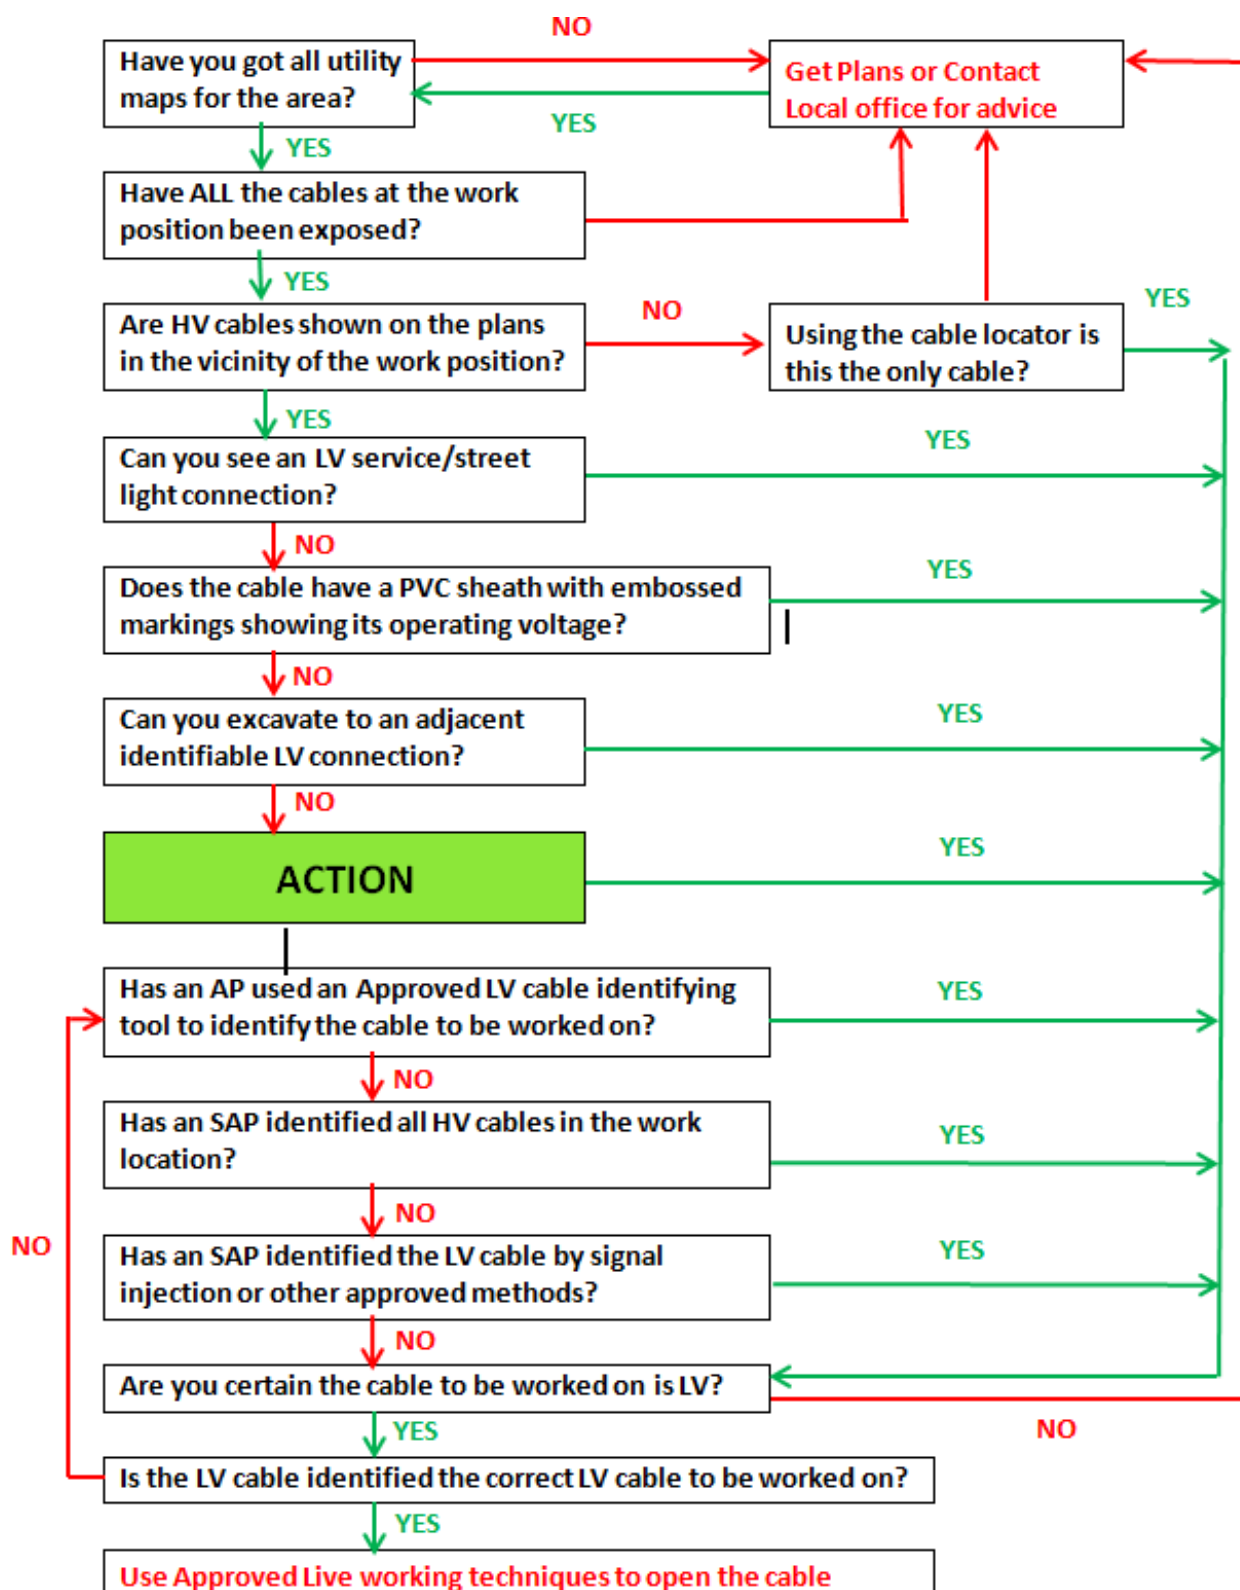 NO
Have you got all utility
maps for the area?
Get Plans or Contact
Local office for advice
YES
YES
Have ALL the cables at the work
position been exposed?
YES
Are HV cables shown on the plans
in the vicinity of the work position?
NO
Using the cable locator is
this the only cable?
YES
YES
Can you see an LV service/street
light connection?
YES
NO
Does the cable have a PVC sheath with embossed
markings showing its operating voltage?
YES
NO
Can you excavate to an adjacent
identifiable LV connection?
YES
NO
ACTION
YES
Has an AP used an Approved LV cable identifying
tool to identify the cable to be worked on?
YES
NO
Has an SAP identified all HV cables in the work
location?
YES
NO
Has an SAP identified the LV cable by signal
injection or other approved methods?
YES
NO
NO
Are you certain the cable to be worked on is LV?
NO
YES
Is the LV cable identified the correct LV cable to be worked on?
YES
Use Approved Live working techniques to open the cable